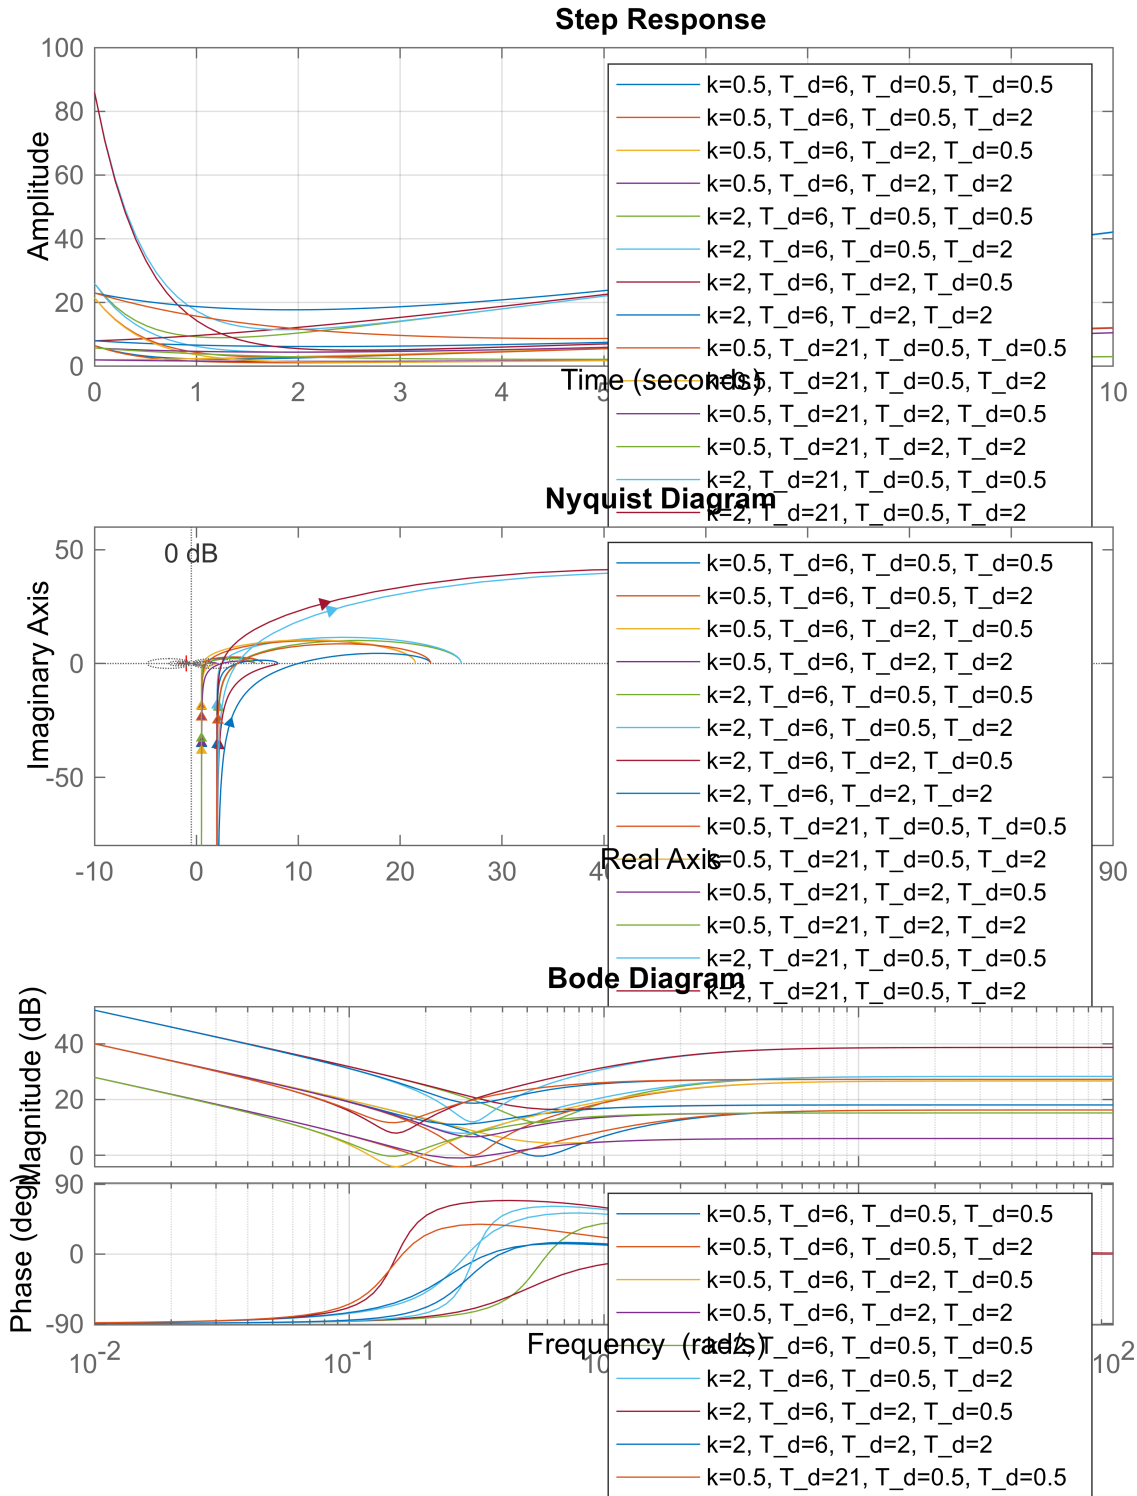 Step Response
100
80
60
40
20
0
Amplitude
0 1 2 3 4 5 10
Time (seconds)
k=0.5, T_d=6, T_d=0.5, T_d=0.5
k=0.5, T_d=6, T_d=0.5, T_d=2
k=0.5, T_d=6, T_d=2, T_d=0.5
k=0.5, T_d=6, T_d=2, T_d=2
k=2, T_d=6, T_d=0.5, T_d=0.5
k=2, T_d=6, T_d=0.5, T_d=2
k=2, T_d=6, T_d=2, T_d=0.5
k=2, T_d=6, T_d=2, T_d=2
k=0.5, T_d=21, T_d=0.5, T_d=0.5
k=0.5, T_d=21, T_d=0.5, T_d=2
k=0.5, T_d=21, T_d=2, T_d=0.5
k=0.5, T_d=21, T_d=2, T_d=2
k=2, T_d=21, T_d=0.5, T_d=0.5
k=2, T_d=21, T_d=0.5, T_d=2
Nyquist Diagram
0 dB
50
0
-50
Imaginary Axis
-10 0 10 20 30 40 90
Real Axis
k=0.5, T_d=6, T_d=0.5, T_d=0.5
k=0.5, T_d=6, T_d=0.5, T_d=2
k=0.5, T_d=6, T_d=2, T_d=0.5
k=0.5, T_d=6, T_d=2, T_d=2
k=2, T_d=6, T_d=0.5, T_d=0.5
k=2, T_d=6, T_d=0.5, T_d=2
k=2, T_d=6, T_d=2, T_d=0.5
k=2, T_d=6, T_d=2, T_d=2
k=0.5, T_d=21, T_d=0.5, T_d=0.5
k=0.5, T_d=21, T_d=0.5, T_d=2
k=0.5, T_d=21, T_d=2, T_d=0.5
k=0.5, T_d=21, T_d=2, T_d=2
k=2, T_d=21, T_d=0.5, T_d=0.5
k=2, T_d=21, T_d=0.5, T_d=2
Bode Diagram
40
20
0
Magnitude (dB)
90
0
-90
Phase (deg)
10^-2 10^-1 10 10^2
Frequency (rad/s)
k=0.5, T_d=6, T_d=0.5, T_d=0.5
k=0.5, T_d=6, T_d=0.5, T_d=2
k=0.5, T_d=6, T_d=2, T_d=0.5
k=0.5, T_d=6, T_d=2, T_d=2
k=2, T_d=6, T_d=0.5, T_d=0.5
k=2, T_d=6, T_d=0.5, T_d=2
k=2, T_d=6, T_d=2, T_d=0.5
k=2, T_d=6, T_d=2, T_d=2
k=0.5, T_d=21, T_d=0.5, T_d=0.5